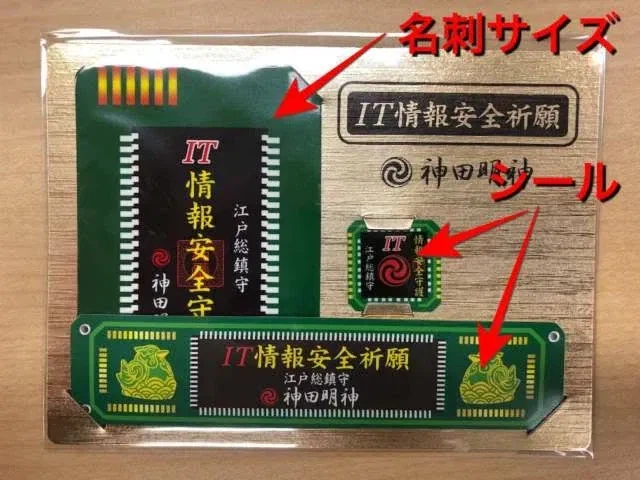 名刺サイズ
IT情報安全祈願
神田明神
シール
IT
情報安全守
江戸総鎮守
神田明
IT
情報安全守護
江戸総鎮守
IT情報安全祈願
江戸総鎮守
神田明神